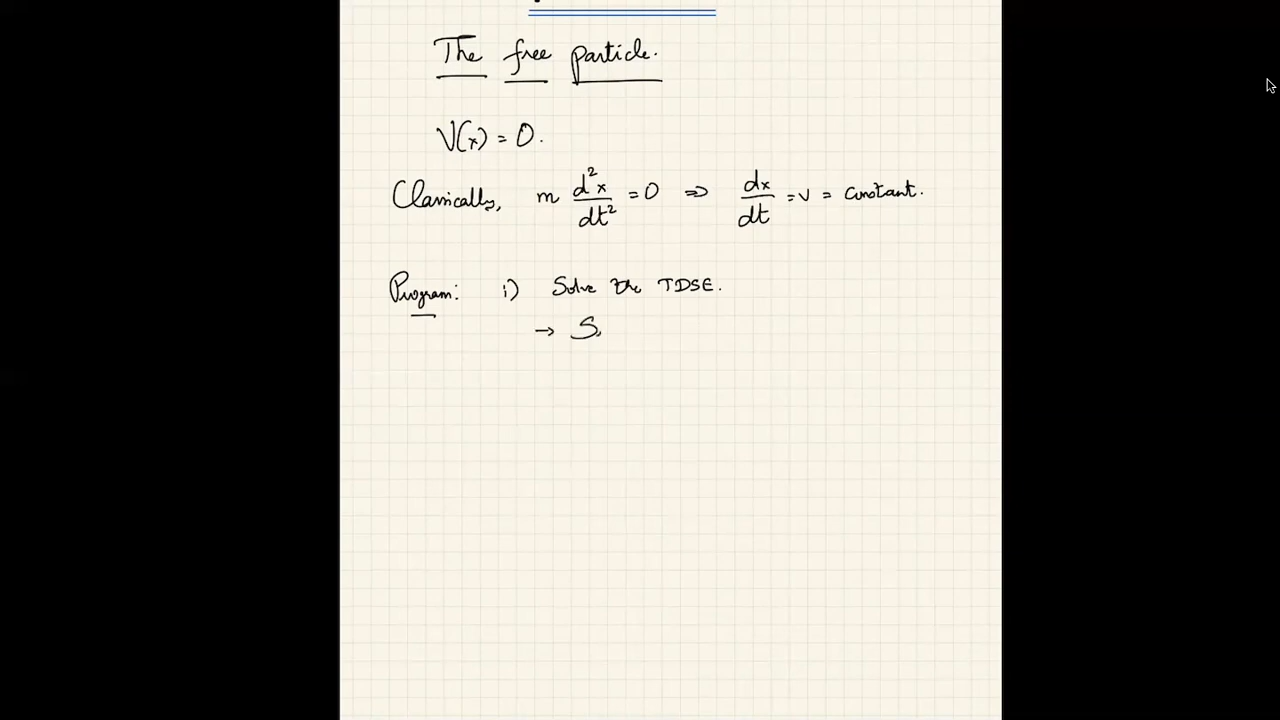 The free particle.
V(x) = 0.
Classically, m d²x/dt² = 0 ⇒ dx/dt = v = constant.
Program: i) Solve the TDSE.
→ S